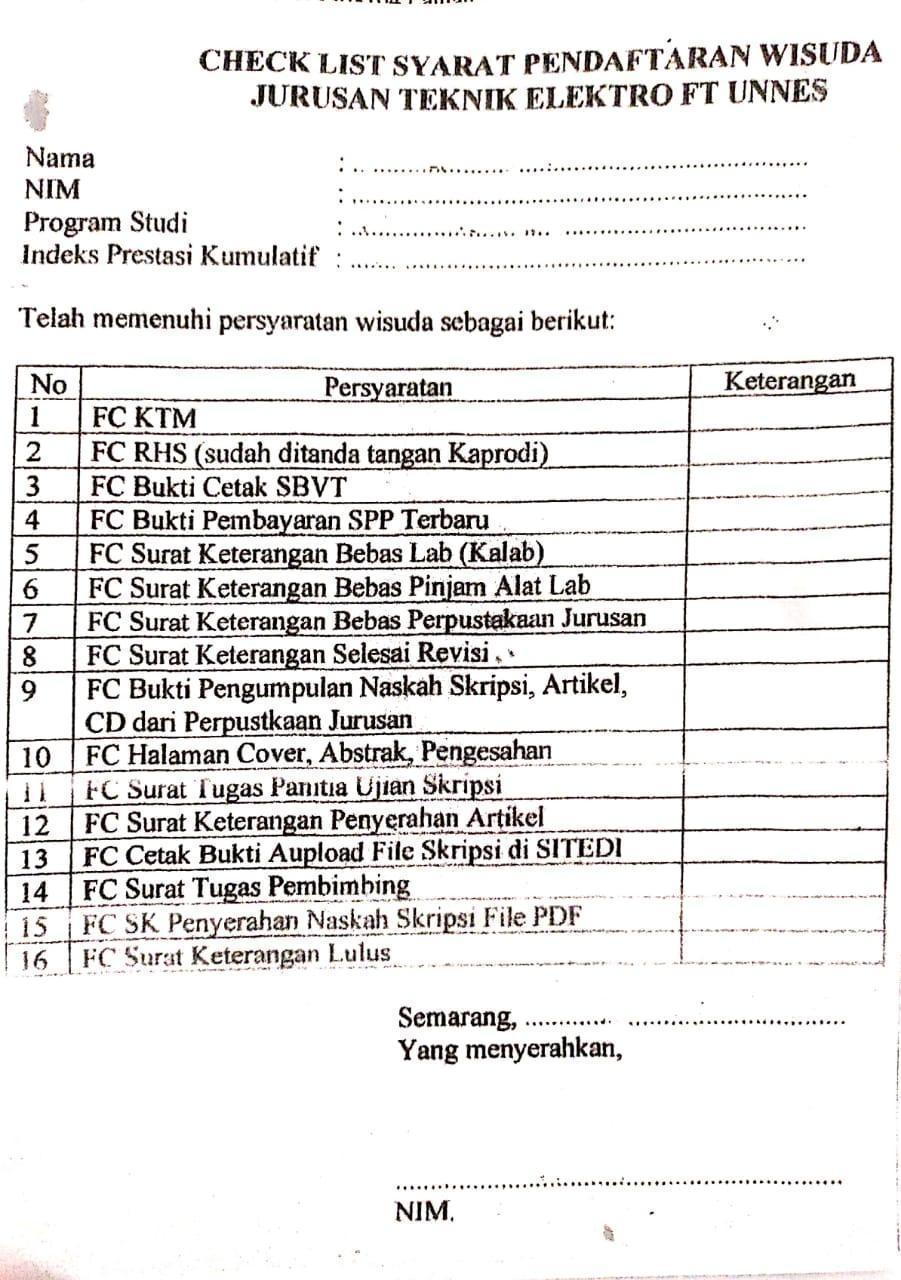 CHECK LIST SYARAT PENDAFTARAN WISUDA
JURUSAN TEKNIK ELEKTRO FT UNNES
Nama :
NIM :
Program Studi :
Indeks Prestasi Kumulatif :
Telah memenuhi persyaratan wisuda sebagai berikut:
No Persyaratan Keterangan
1 FC KTM
2 FC RHS (sudah ditanda tangan Kaprodi)
3 FC Bukti Cetak SBVT
4 FC Bukti Pembayaran SPP Terbaru
5 FC Surat Keterangan Bebas Lab (Kalab)
6 FC Surat Keterangan Bebas Pinjam Alat Lab
7 FC Surat Keterangan Bebas Perpustakaan Jurusan
8 FC Surat Keterangan Selesai Revisi
9 FC Bukti Pengumpulan Naskah Skripsi, Artikel,
CD dari Perpustkaan Jurusan
10 FC Halaman Cover, Abstrak, Pengesahan
11 FC Surat Tugas Panitia Ujian Skripsi
12 FC Surat Keterangan Penyerahan Artikel
13 FC Cetak Bukti Aupload File Skripsi di SITEDI
14 FC Surat Tugas Pembimbing
15 FC SK Penyerahan Naskah Skripsi File PDF
16 FC Surat Keterangan Lulus
Semarang,
Yang menyerahkan,
NIM.